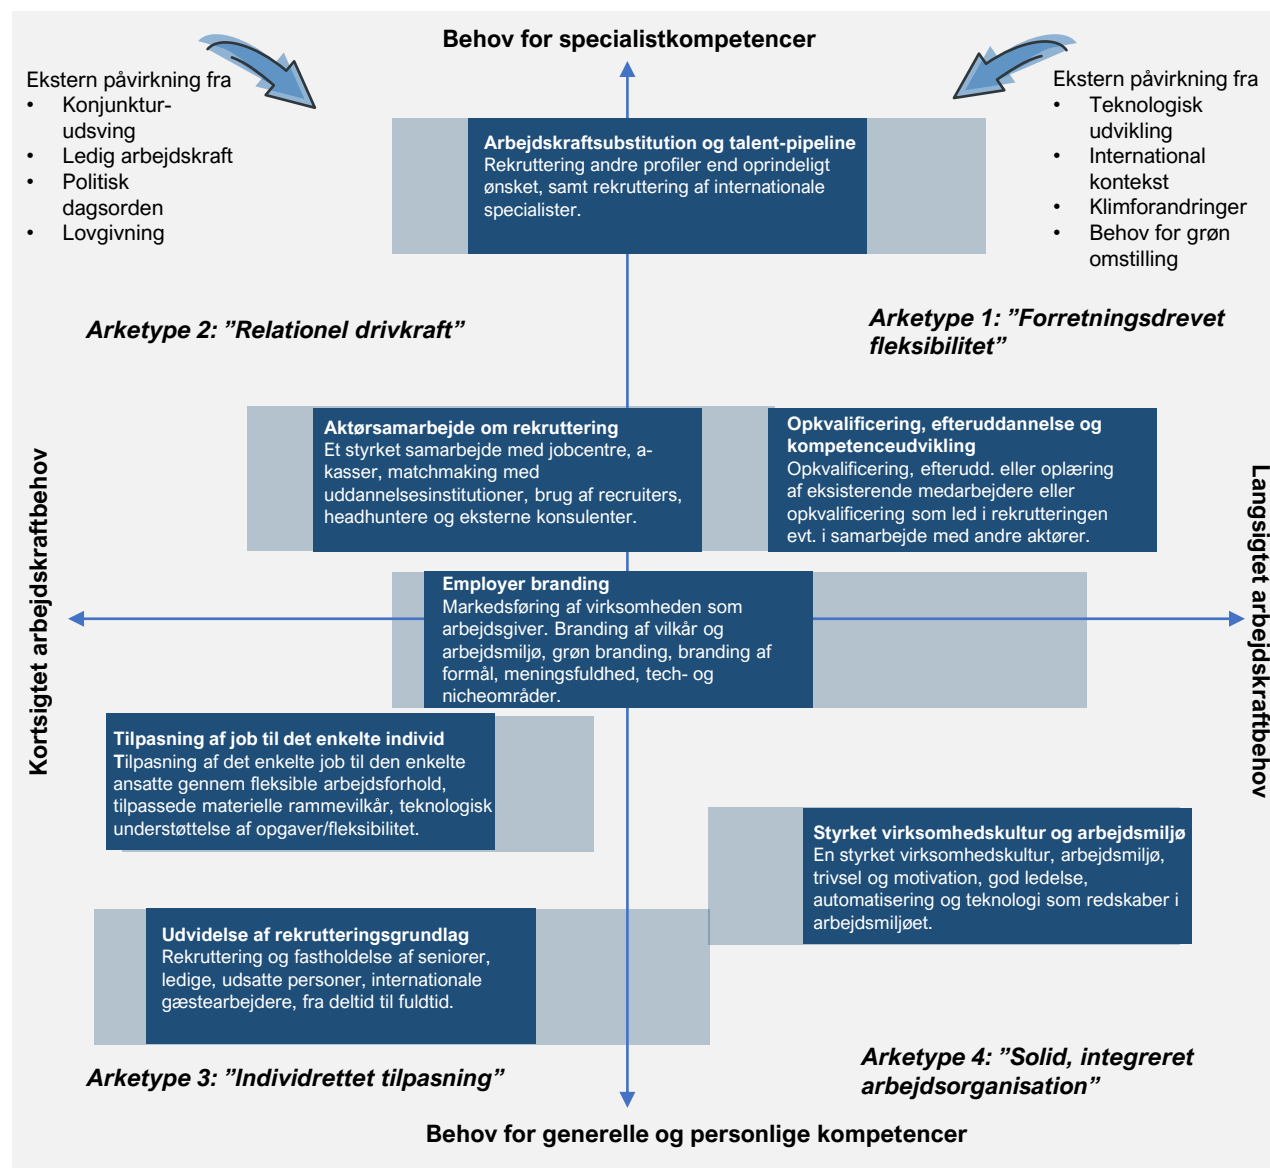 Behov for specialistkompetencer
Ekstern påvirkning fra
• Konjunktur-
udsving
• Ledig arbejdskraft
• Politisk
dagsorden
• Lovgivning
Ekstern påvirkning fra
• Teknologisk
udvikling
• International
kontekst
• Klimforandringer
• Behov for grøn
omstilling
Arbejdskraftsubstitution og talent-pipeline
Rekruttering andre profiler end oprindeligt
ønsket, samt rekruttering af internationale
specialister.
Arketype 2: ”Relationel drivkraft”
Arketype 1: ”Forretningsdrevet
fleksibilitet”
Aktørsamarbejde om rekruttering
Et styrket samarbejde med jobcentre, a-
kasser, matchmaking med
uddannelsesinstitutioner, brug af recruiters,
headhuntere og eksterne konsulenter.
Opkvalificering, efteruddannelse og
kompetenceudvikling
Opkvalificering, efterudd. eller oplæring
af eksisterende medarbejdere eller
opkvalificering som led i rekrutteringen
evt. i samarbejde med andre aktører.
Kortsigtet arbejdskraftbehov
Langsigtet arbejdskraftbehov
Employer branding
Markedsføring af virksomheden som
arbejdsgiver. Branding af vilkår og
arbejdsmiljø, grøn branding, branding af
formål, meningsfuldhed, tech- og
nicheområder.
Tilpasning af job til det enkelte individ
Tilpasning af det enkelte job til den enkelte
ansatte gennem fleksible arbejdsforhold,
tilpassede materielle rammevilkår, teknologisk
understøttelse af opgaver/fleksibilitet.
Styrket virksomhedskultur og arbejdsmiljø
En styrket virksomhedskultur, arbejdsmiljø,
trivsel og motivation, god ledelse,
automatisering og teknologi som redskaber i
arbejdsmiljøet.
Udvidelse af rekrutteringsgrundlag
Rekruttering og fastholdelse af seniorer,
ledige, udsatte personer, internationale
gæstearbejdere, fra deltid til fuldtid.
Arketype 3: ”Individrettet tilpasning”
Arketype 4: ”Solid, integreret
arbejdsorganisation”
Behov for generelle og personlige kompetencer